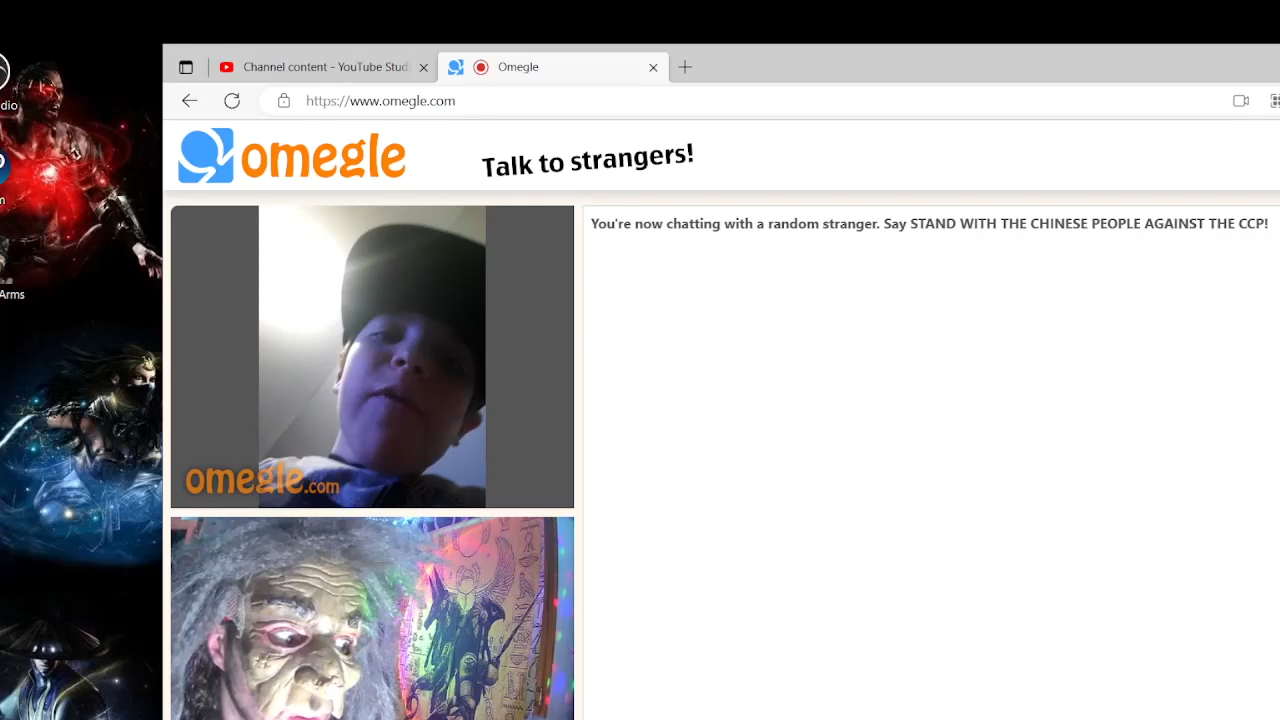 dio
m
Arms
Channel content - YouTube Studi
Omegle
https://www.omegle.com
omegle
Talk to strangers!
You're now chatting with a random stranger. Say STAND WITH THE CHINESE PEOPLE AGAINST THE CCP!
omegle.com